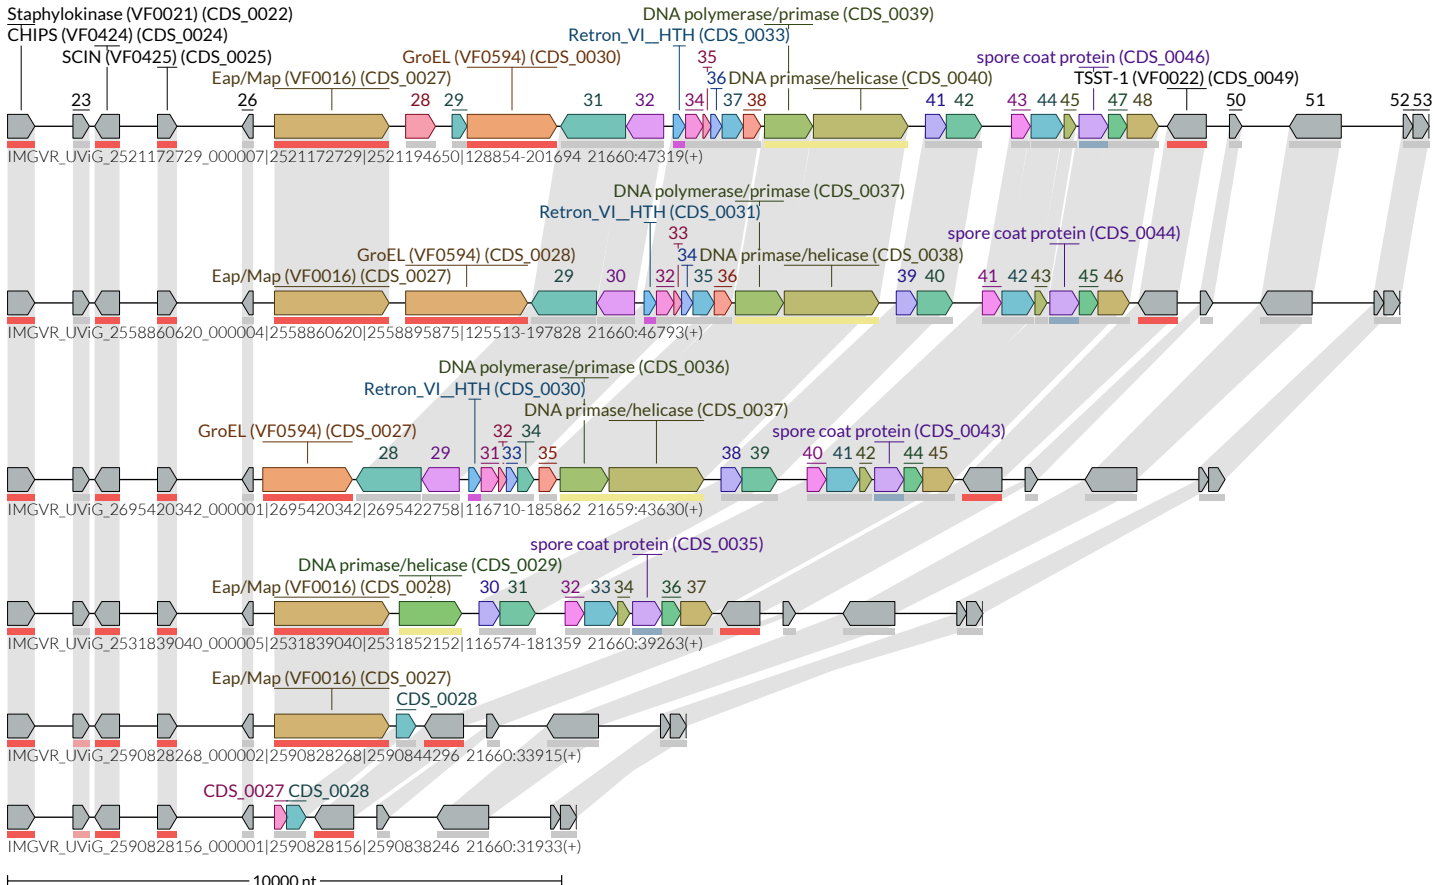 Staphylokinase (VF0021) (CDS_0022)
DNA polymerase/primase (CDS_0039)
CHIPS (VF0424) (CDS_0024)
Retron_VI__HTH (CDS_0033)
SCIN (VF0425) (CDS_0025)
GroEL (VF0594) (CDS_0030)
35
spore coat protein (CDS_0046)
Eap/Map (VF0016) (CDS_0027)
36
DNA primase/helicase (CDS_0040)
TSST-1 (VF0022) (CDS_0049)
23 26 28 29 31 32 34 37 38 41 42 43 44 45 47 48 50 51 52 53
IMGVR_UViG_2521172729_000007|2521172729|2521194650|128854-201694 21660:47319(+)
DNA polymerase/primase (CDS_0037)
Retron_VI__HTH (CDS_0031)
33
spore coat protein (CDS_0044)
GroEL (VF0594) (CDS_0028)
34
DNA primase/helicase (CDS_0038)
Eap/Map (VF0016) (CDS_0027)
29 30 32 35 36 39 40 41 42 43 45 46
IMGVR_UViG_2558860620_000004|2558860620|2558895875|125513-197828 21660:46793(+)
DNA polymerase/primase (CDS_0036)
Retron_VI__HTH (CDS_0030)
DNA primase/helicase (CDS_0037)
GroEL (VF0594) (CDS_0027)
32 34
spore coat protein (CDS_0043)
28 29 31 33 35 38 39 40 41 42 44 45
IMGVR_UViG_2695420342_000001|2695420342|2695422758|116710-185862 21659:43630(+)
spore coat protein (CDS_0035)
DNA primase/helicase (CDS_0029)
Eap/Map (VF0016) (CDS_0028)
30 31 32 33 34 36 37
IMGVR_UViG_2531839040_000005|2531839040|2531852152|116574-181359 21660:39263(+)
Eap/Map (VF0016) (CDS_0027)
CDS_0028
IMGVR_UViG_2590828268_000002|2590828268|2590844296 21660:33915(+)
CDS_0027 CDS_0028
IMGVR_UViG_2590828156_000001|2590828156|2590838246 21660:31933(+)
10000 nt